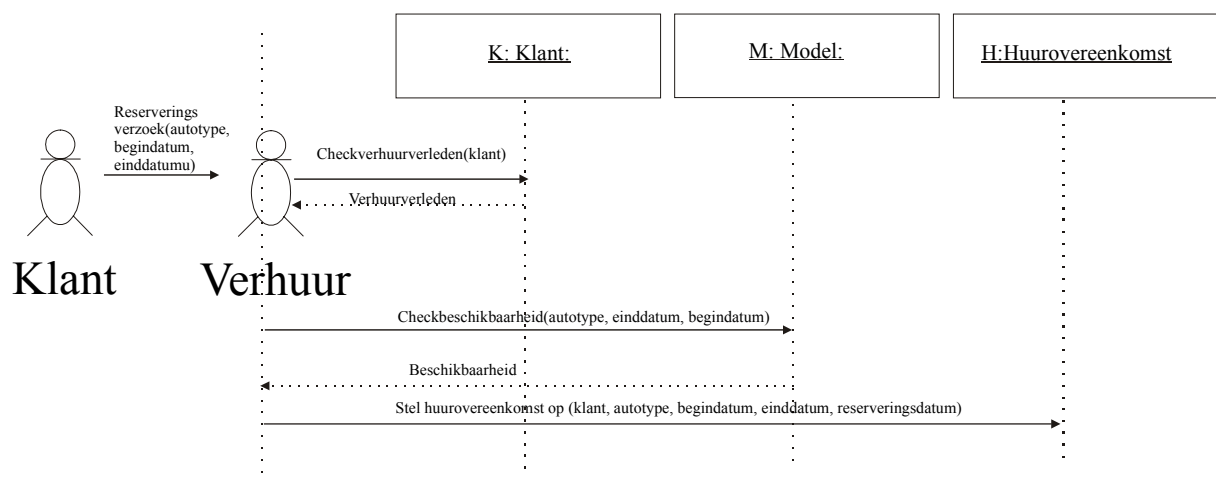 K: Klant:
M: Model:
H:Huurovereenkomst
Reserverings
verzoek(autotype,
begindatum,
einddatumu)
Checkverhuurverleden(klant)
Verhuurverleden
Klant
Verhuur
Checkbeschikbaarheid(autotype, einddatum, begindatum)
Beschikbaarheid
Stel huurovereenkomst op (klant, autotype, begindatum, einddatum, reserveringsdatum)